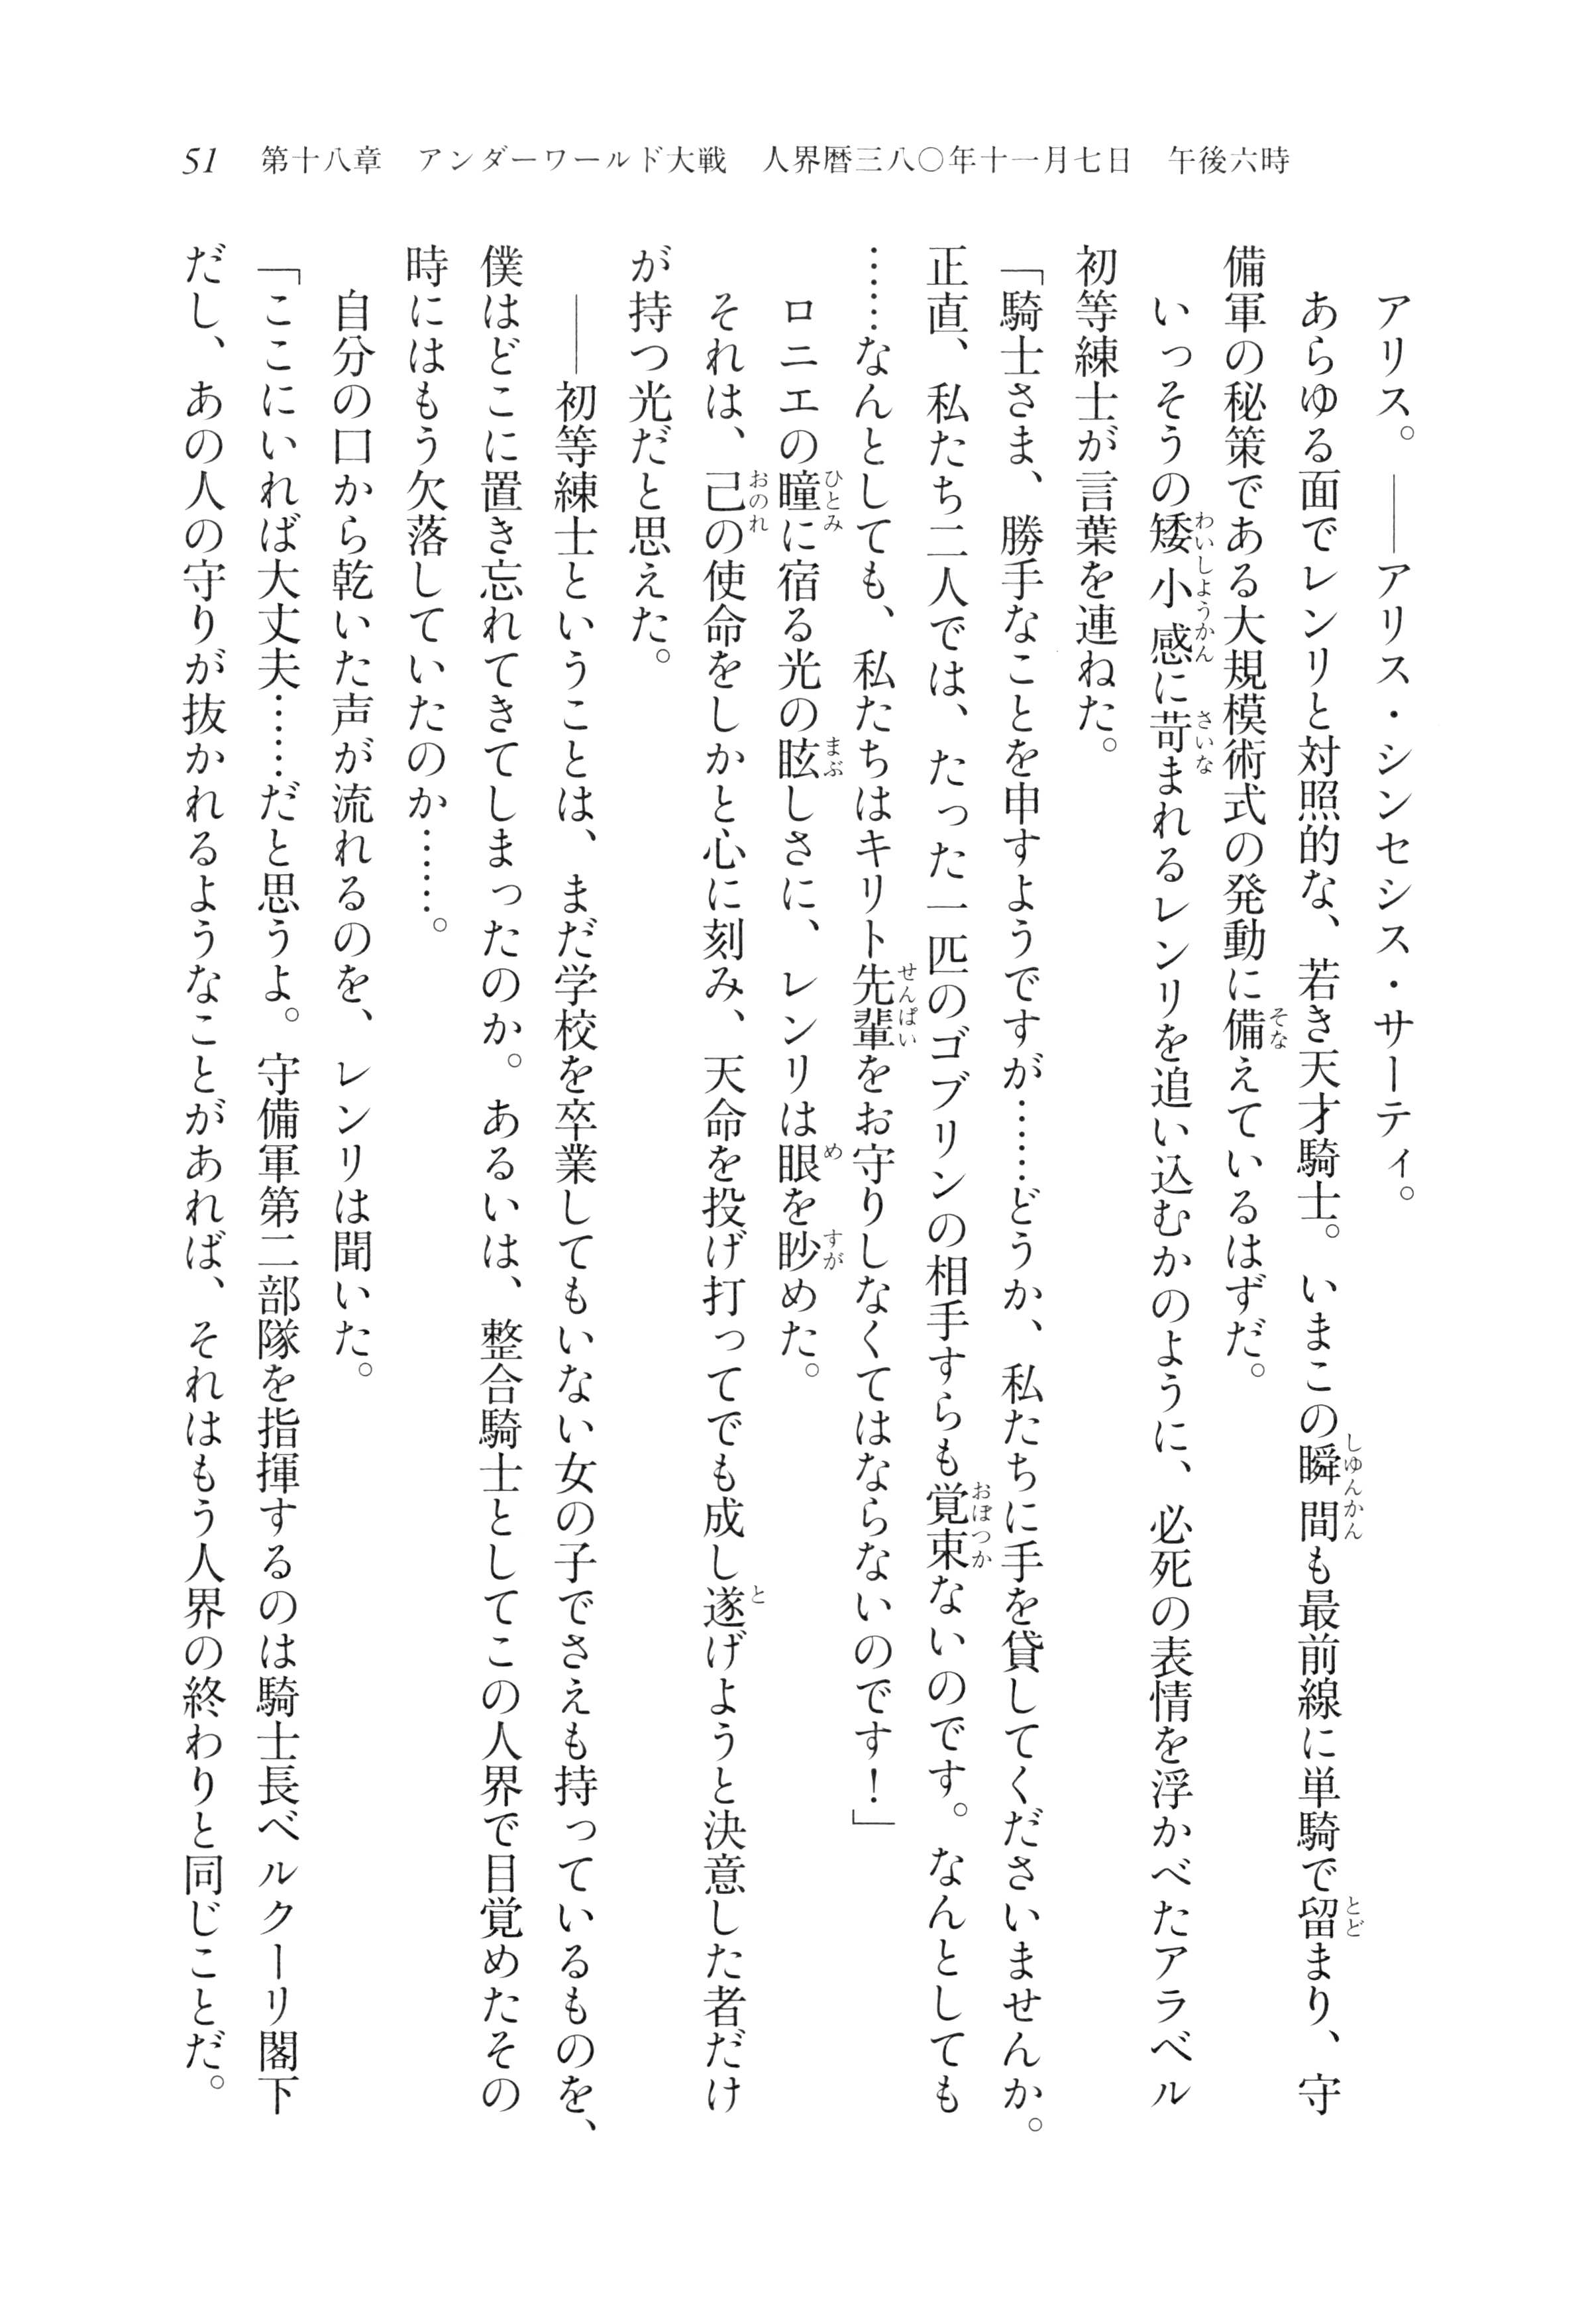 51　第十八章　アンダーワールド大戦　人界暦三八〇年十一月七日　午後六時
　アリス。――アリス・シンセシス・サーティ。
　あらゆる面でレンリと対照的な、若き天才騎士。いまこの瞬間も最前線に単騎で留まり、守
備軍の秘策である大規模術式の発動に備えているはずだ。
　いっそうの矮小感に苛まれるレンリを追い込むかのように、必死の表情を浮かべたアラベル
初等練士が言葉を連ねた。
「騎士さま、勝手なことを申すようですが……どうか、私たちに手を貸してくださいませんか。
正直、私たち二人では、たった一匹のゴブリンの相手すらも覚束ないのです。なんとしても
……なんとしても、私たちはキリト先輩をお守りしなくてはならないのです！」
　ロニエの瞳に宿る光の眩しさに、レンリは眼を眇めた。
　それは、己の使命をしかと心に刻み、天命を投げ打ってでも成し遂げようと決意した者だけ
が持つ光だと思えた。
　――初等練士ということは、まだ学校を卒業してもいない女の子でさえも持っているものを、
僕はどこに置き忘れてきてしまったのか。あるいは、整合騎士としてこの人界で目覚めたその
時にはもう欠落していたのか……。
　自分の口から乾いた声が流れるのを、レンリは聞いた。
「ここにいれば大丈夫……だと思うよ。守備軍第二部隊を指揮するのは騎士長ベルクーリ閣下
だし、あの人の守りが抜かれるようなことがあれば、それはもう人界の終わりと同じことだ。